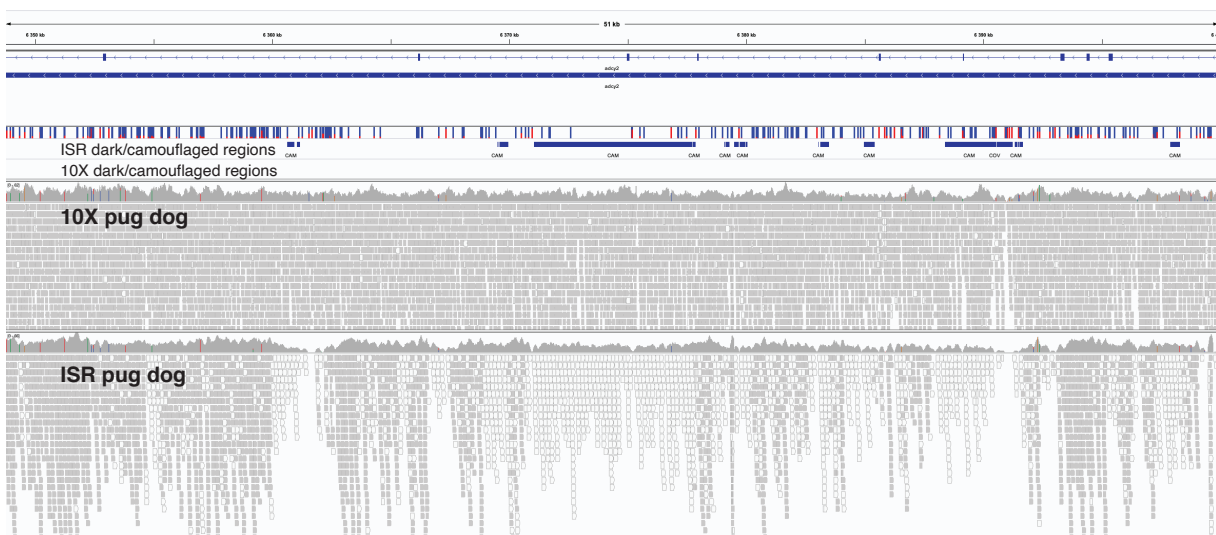 51 kb
6 350 kb 6 360 kb 6 370 kb 6 380 kb 6 390 kb
adcy2
adcy2
ISR dark/camouflaged regions
CAM CAM CAM CAM CAM CAM CAM CAM CAM COV CAM CAM
10X dark/camouflaged regions
10X pug dog
ISR pug dog